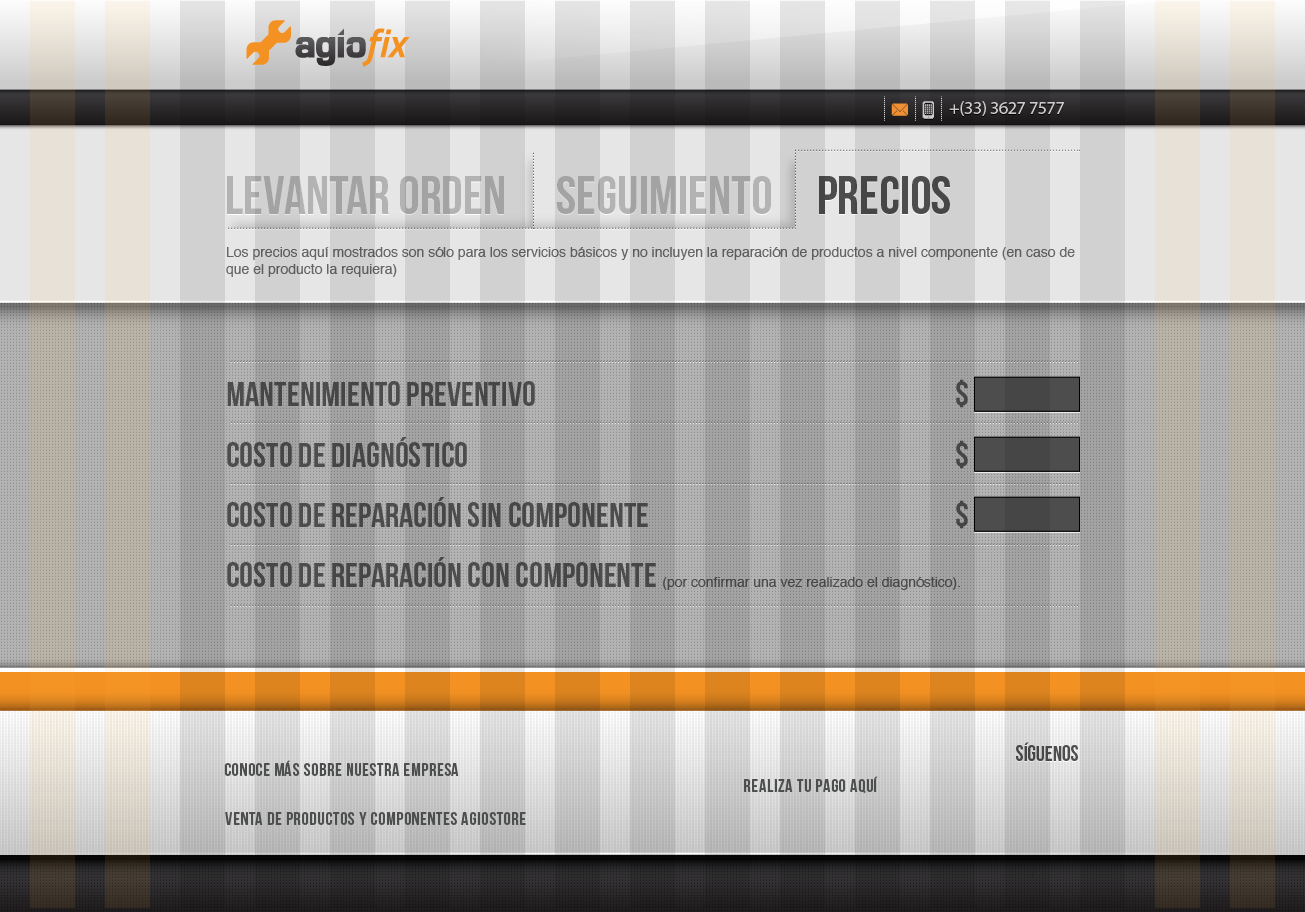 agiofix
+(33) 3627 7577
LEVANTAR ORDEN
SEGUIMIENTO
PRECIOS
Los precios aquí mostrados son sólo para los servicios básicos y no incluyen la reparación de productos a nivel componente (en caso de
que el producto la requiera)
MANTENIMIENTO PREVENTIVO $
COSTO DE DIAGNÓSTICO $
COSTO DE REPARACIÓN SIN COMPONENTE $
COSTO DE REPARACIÓN CON COMPONENTE (por confirmar una vez realizado el diagnóstico).
SÍGUENOS
CONOCE MÁS SOBRE NUESTRA EMPRESA
REALIZA TU PAGO AQUÍ
VENTA DE PRODUCTOS Y COMPONENTES AGIOSTORE